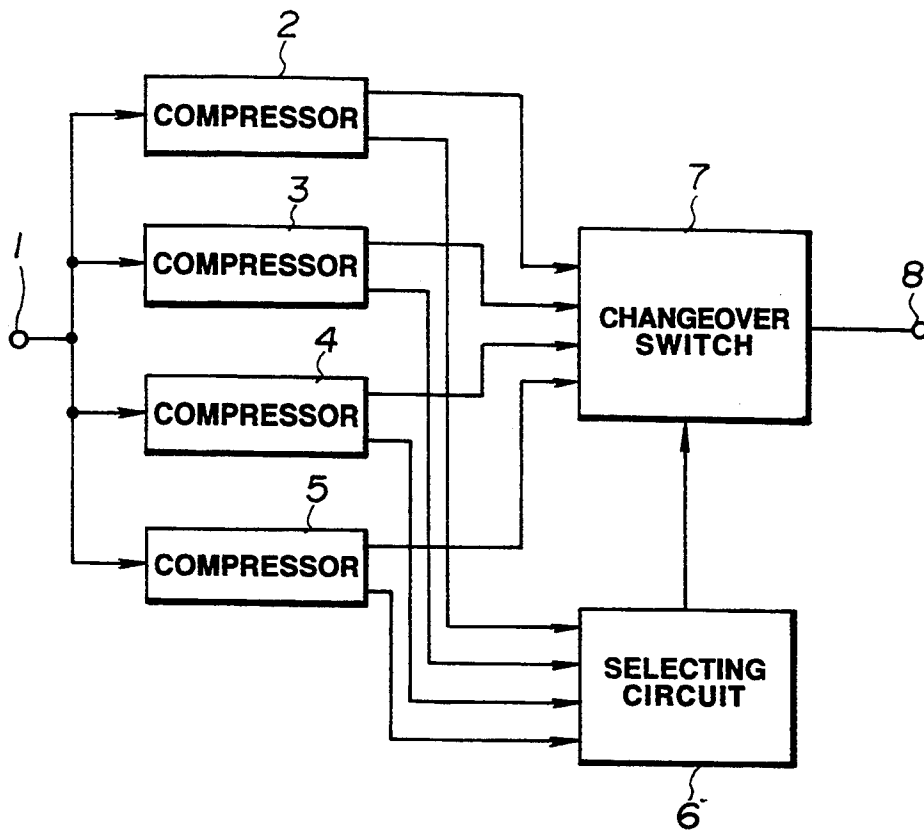 2
COMPRESSOR
3
COMPRESSOR
1
4
COMPRESSOR
5
COMPRESSOR
7
CHANGEOVER
SWITCH
8
SELECTING
CIRCUIT
6